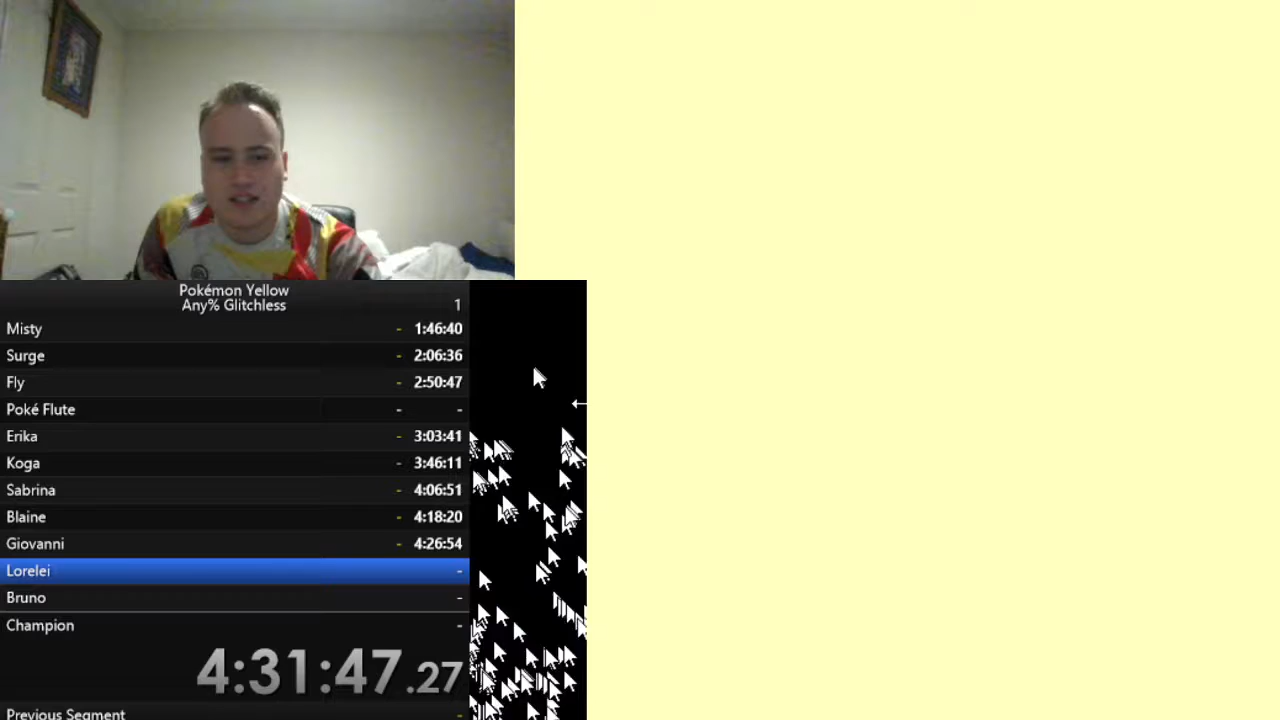 Pokémon Yellow
Any% Glitchless 1
Misty - 1:46:40
Surge - 2:06:36
Fly - 2:50:47
Poké Flute - -
Erika - 3:03:41
Koga - 3:46:11
Sabrina - 4:06:51
Blaine - 4:18:20
Giovanni - 4:26:54
Lorelei -
Bruno -
Champion -
4:31:47.27
Previous Segment -